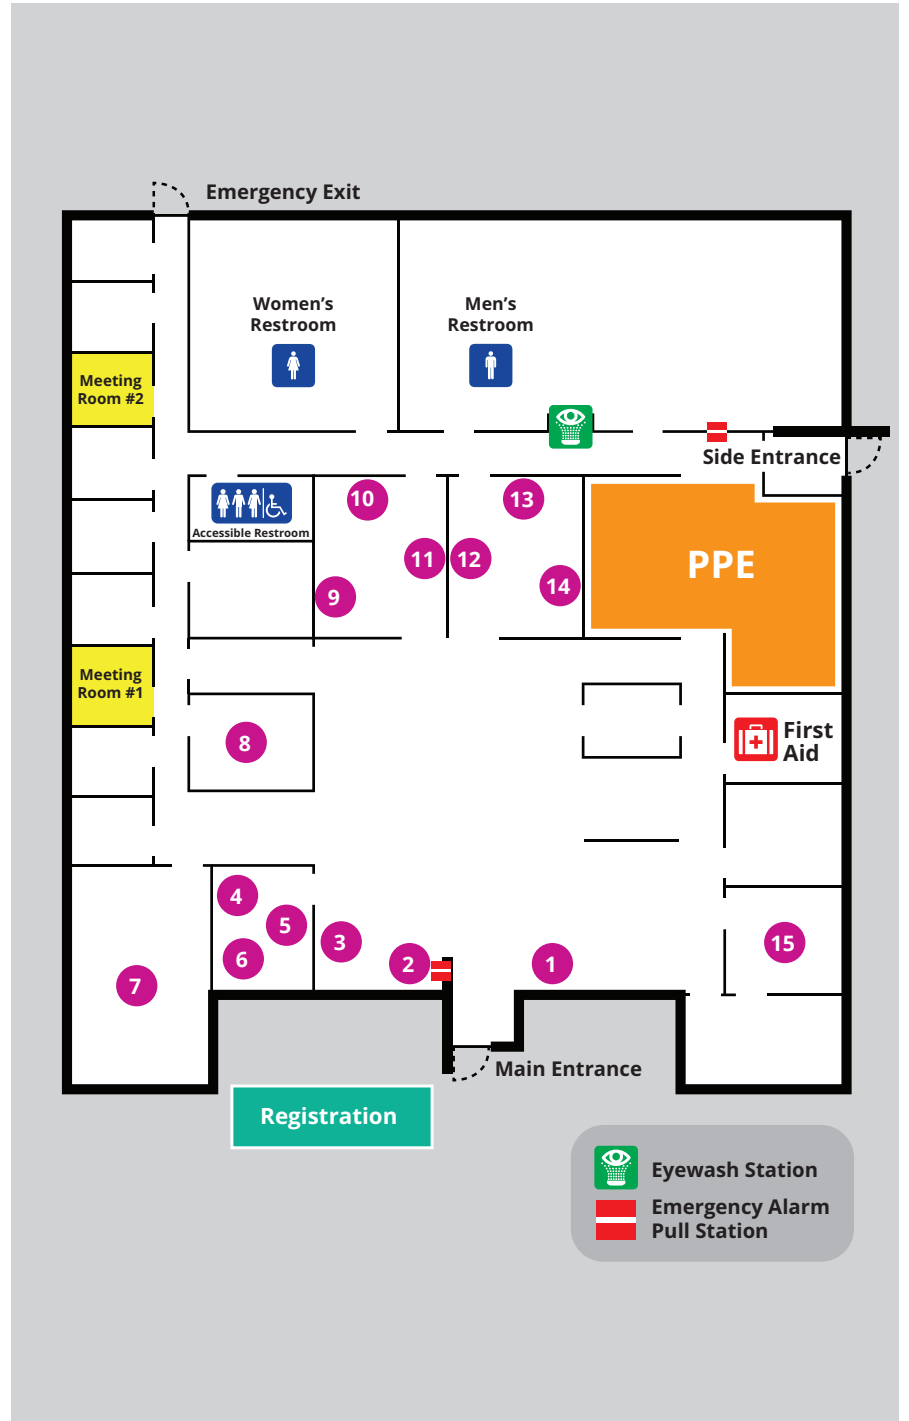 Emergency Exit
Women’s
Restroom
Men’s
Restroom
Meeting
Room #2
Side Entrance
Accessible Restroom
10
13
11
12
14
9
PPE
Meeting
Room #1
8
First
Aid
4
5
6
3
2
1
15
7
Main Entrance
Registration
Eyewash Station
Emergency Alarm
Pull Station